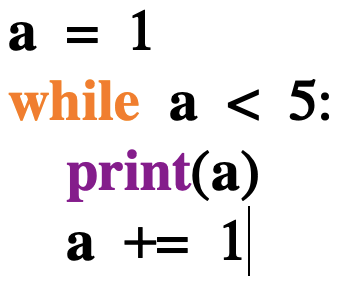 a = 1
while a < 5:
print(a)
a += 1